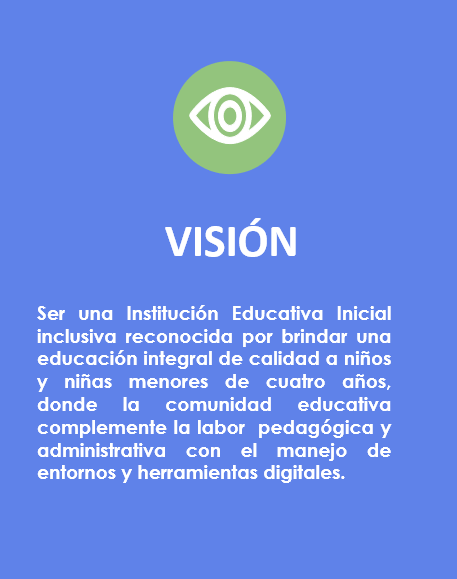 VISIÓN
Ser una Institución Educativa Inicial
inclusiva reconocida por brindar una
educación integral de calidad a niños
y niñas menores de cuatro años,
donde la comunidad educativa
complemente la labor pedagógica y
administrativa con el manejo de
entornos y herramientas digitales.